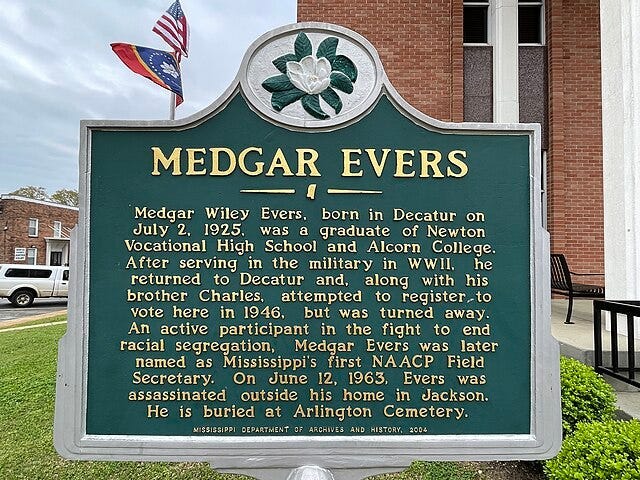 MEDGAR EVERS
Medgar Wiley Evers, born in Decatur on
July 2, 1925, was a graduate of Newton
Vocational High School and Alcorn College.
After serving in the military in WWII, he
returned to Decatur and, along with his
brother Charles, attempted to register to
vote here in 1946, but was turned away.
An active participant in the fight to end
racial segregation, Medgar Evers was later
named as Mississippi's first NAACP Field
Secretary. On June 12, 1963, Evers was
assassinated outside his home in Jackson.
He is buried at Arlington Cemetery.
MISSISSIPPI DEPARTMENT OF ARCHIVES AND HISTORY, 2004